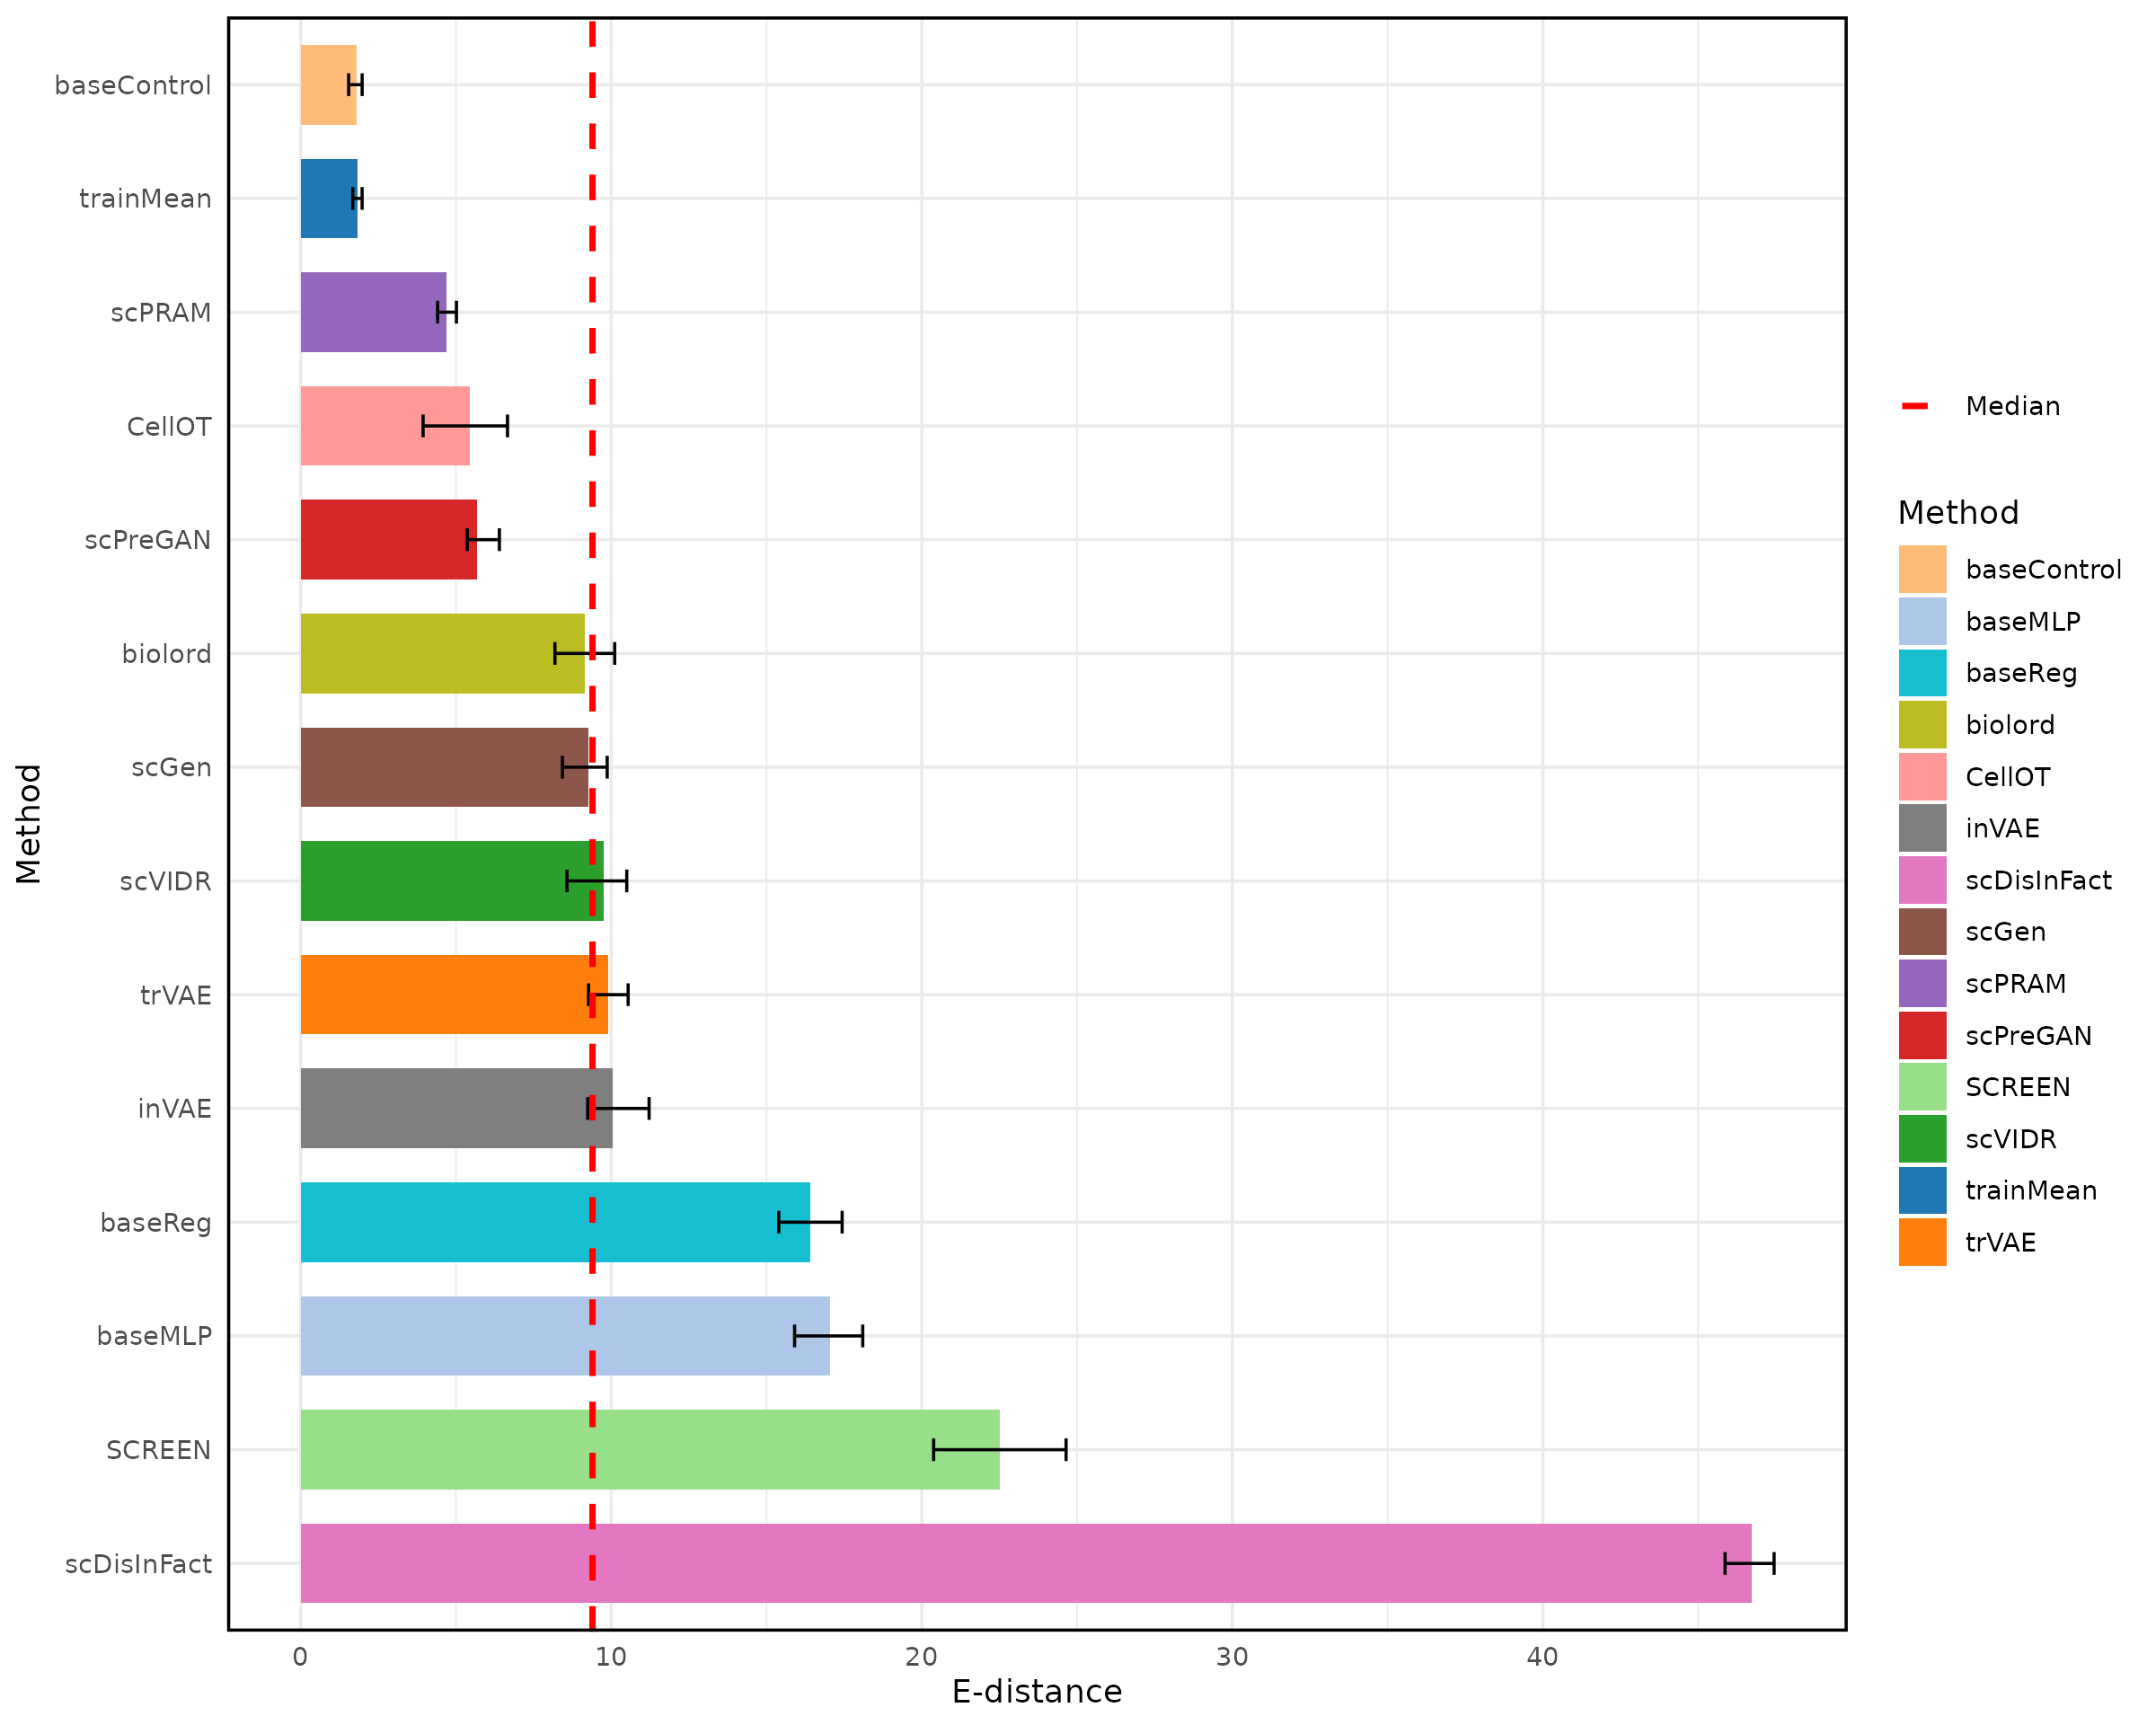 baseControl
trainMean
scPRAM
CellOT
scPreGAN
biolord
scGen
scVIDR
trVAE
inVAE
baseReg
baseMLP
SCREEN
scDisInFact
Method
0 10 20 30 40
E-distance
Median
Method
baseControl
baseMLP
baseReg
biolord
CellOT
inVAE
scDisInFact
scGen
scPRAM
scPreGAN
SCREEN
scVIDR
trainMean
trVAE